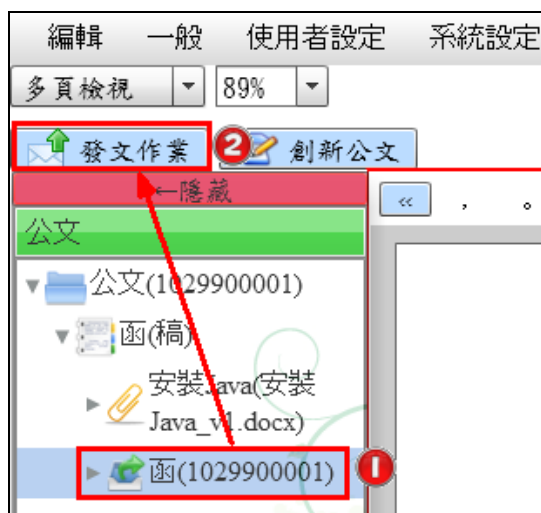 編輯 一般 使用者設定 系統設定
多頁檢視 89%
發文作業 2 創新公文
←隱藏
« , 。
公文
公文(1029900001)
函(稿)
安裝Java(安裝
Java_v1.docx)
函(1029900001) 1